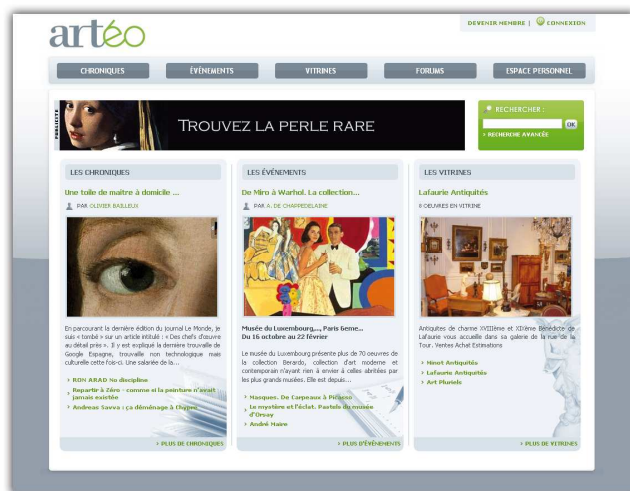 artéo
DEVENIR MEMBRE | CONNEXION
CHRONIQUES
ÉVÉNEMENTS
VITRINES
FORUMS
ESPACE PERSONNEL
PUBLICITÉ
TROUVEZ LA PERLE RARE
RECHERCHER :
OK
› RECHERCHE AVANCÉE
LES CHRONIQUES
Une toile de maitre à domicile ...
PAR OLIVIER BAILLEUX
En parcourant la dernière édition du journal Le Monde, je
suis « tombé » sur un article intitulé : « Des chefs d'œuvre
au détail près ». Il y est expliqué la dernière trouvaille de
Google Espagne, trouvaille non technologique mais
culturelle cette fois-ci. Une salariée de la...
› RON ARAD No discipline
› Repartir à Zéro - comme si la peinture n'avait
jamais existée
› Andreas Savva : ça déménage à Chypre
› PLUS DE CHRONIQUES
LES ÉVÉNEMENTS
De Miro à Warhol. La collection...
PAR A. DE CHAPPEDELAINE
Musée du Luxembourg,.., Paris 6eme..
Du 16 octobre au 22 février
Le musée du Luxembourg présente plus de 70 oeuvres de
la collection Berardo, collection d'art moderne et
contemporain n'ayant rien à envier à celles abritées par
les plus grands musées. Elle est depuis...
› Masques. De Carpeaux à Picasso
› Le mystère et l'éclat. Pastels du musée
d'Orsay
› André Maire
› PLUS D'ÉVÉNEMENTS
LES VITRINES
Lafaurie Antiquités
8 OEUVRES EN VITRINE
Antiquites de charme XVIIIème et XIXème Bénédicte de
Lafaurie vous accueille dans sa galerie de la rue de la
Tour. Ventes Achat Estimations
› Minot Antiquités
› Lafaurie Antiquités
› Art Pluriels
› PLUS DE VITRINES